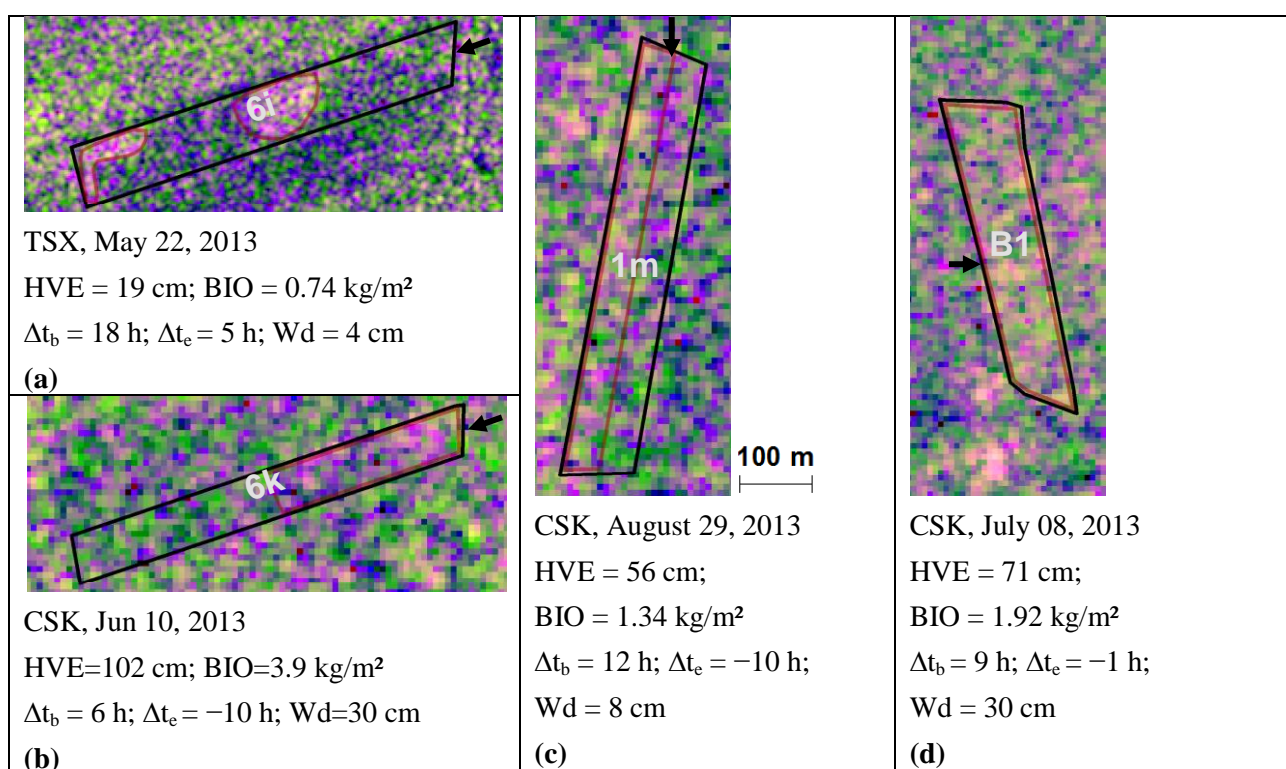 6i
TSX, May 22, 2013
HVE = 19 cm; BIO = 0.74 kg/m²
Δt_b = 18 h; Δt_e = 5 h; Wd = 4 cm
(a)
6k
CSK, Jun 10, 2013
HVE=102 cm; BIO=3.9 kg/m²
Δt_b = 6 h; Δt_e = −10 h; Wd=30 cm
(b)
1m
100 m
CSK, August 29, 2013
HVE = 56 cm;
BIO = 1.34 kg/m²
Δt_b = 12 h; Δt_e = −10 h;
Wd = 8 cm
(c)
B1
CSK, July 08, 2013
HVE = 71 cm;
BIO = 1.92 kg/m²
Δt_b = 9 h; Δt_e = −1 h;
Wd = 30 cm
(d)